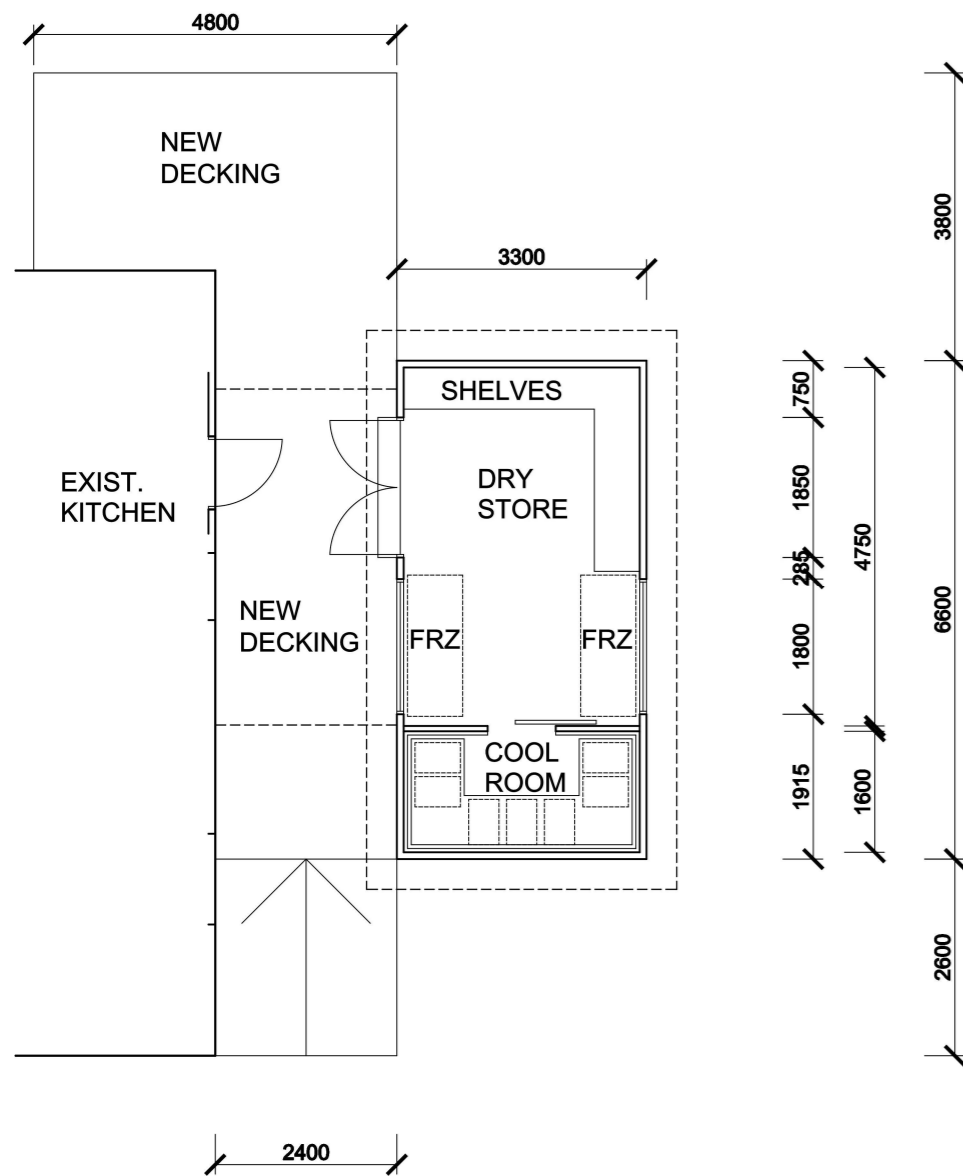 4800
NEW
DECKING
3800
3300
SHELVES
750
EXIST.
KITCHEN
DRY
STORE
1850
4750
285
6600
NEW
DECKING
FRZ
FRZ
1800
COOL
ROOM
1915
1600
2600
2400